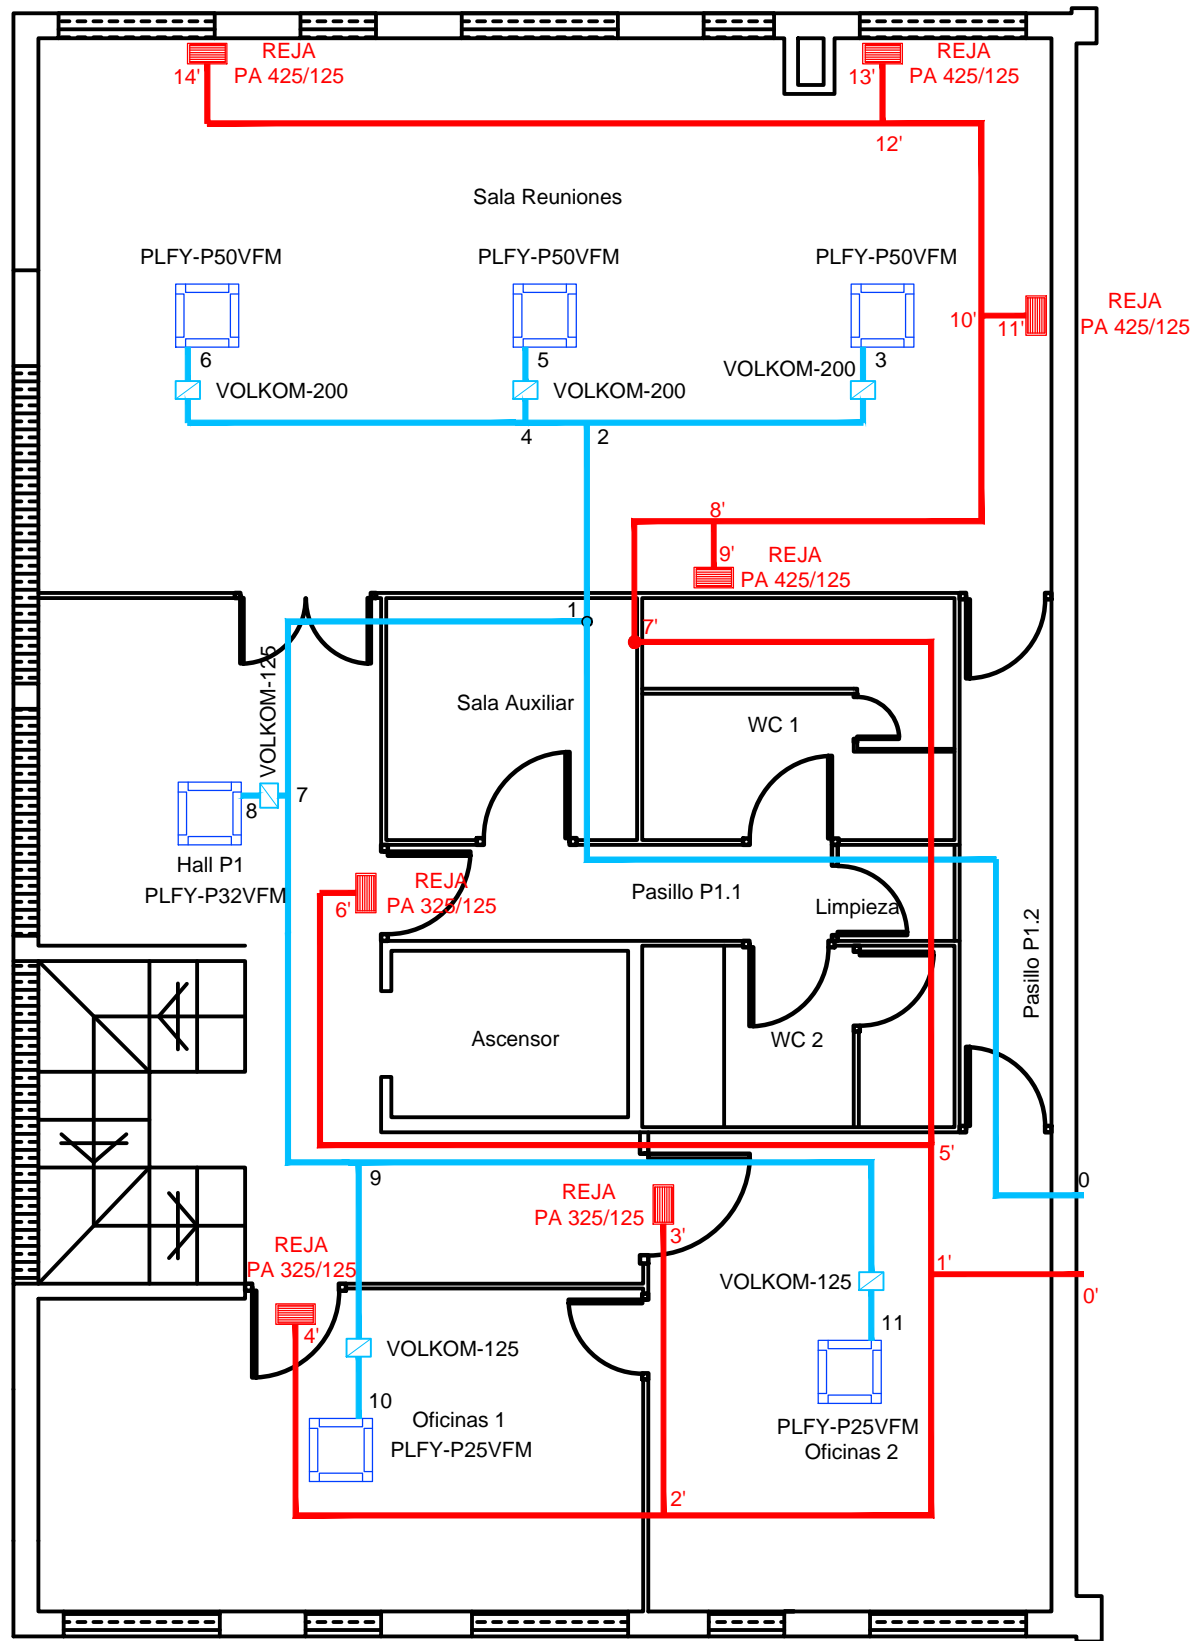 REJA
PA 425/125
14'
REJA
PA 425/125
13'
12'
Sala Reuniones
PLFY-P50VFM
PLFY-P50VFM
PLFY-P50VFM
REJA
PA 425/125
10'
11'
6
5
3
VOLKOM-200
VOLKOM-200
VOLKOM-200
4
2
8'
9'
REJA
PA 425/125
1
7'
VOLKOM-125
Sala Auxiliar
WC 1
7
8
Hall P1
PLFY-P32VFM
6'
REJA
PA 325/125
Pasillo P1.1
Limpieza
Pasillo P1.2
Ascensor
WC 2
5'
9
0
REJA
PA 325/125
3'
REJA
PA 325/125
4'
1'
0'
VOLKOM-125
11
VOLKOM-125
10
Oficinas 1
PLFY-P25VFM
PLFY-P25VFM
Oficinas 2
2'